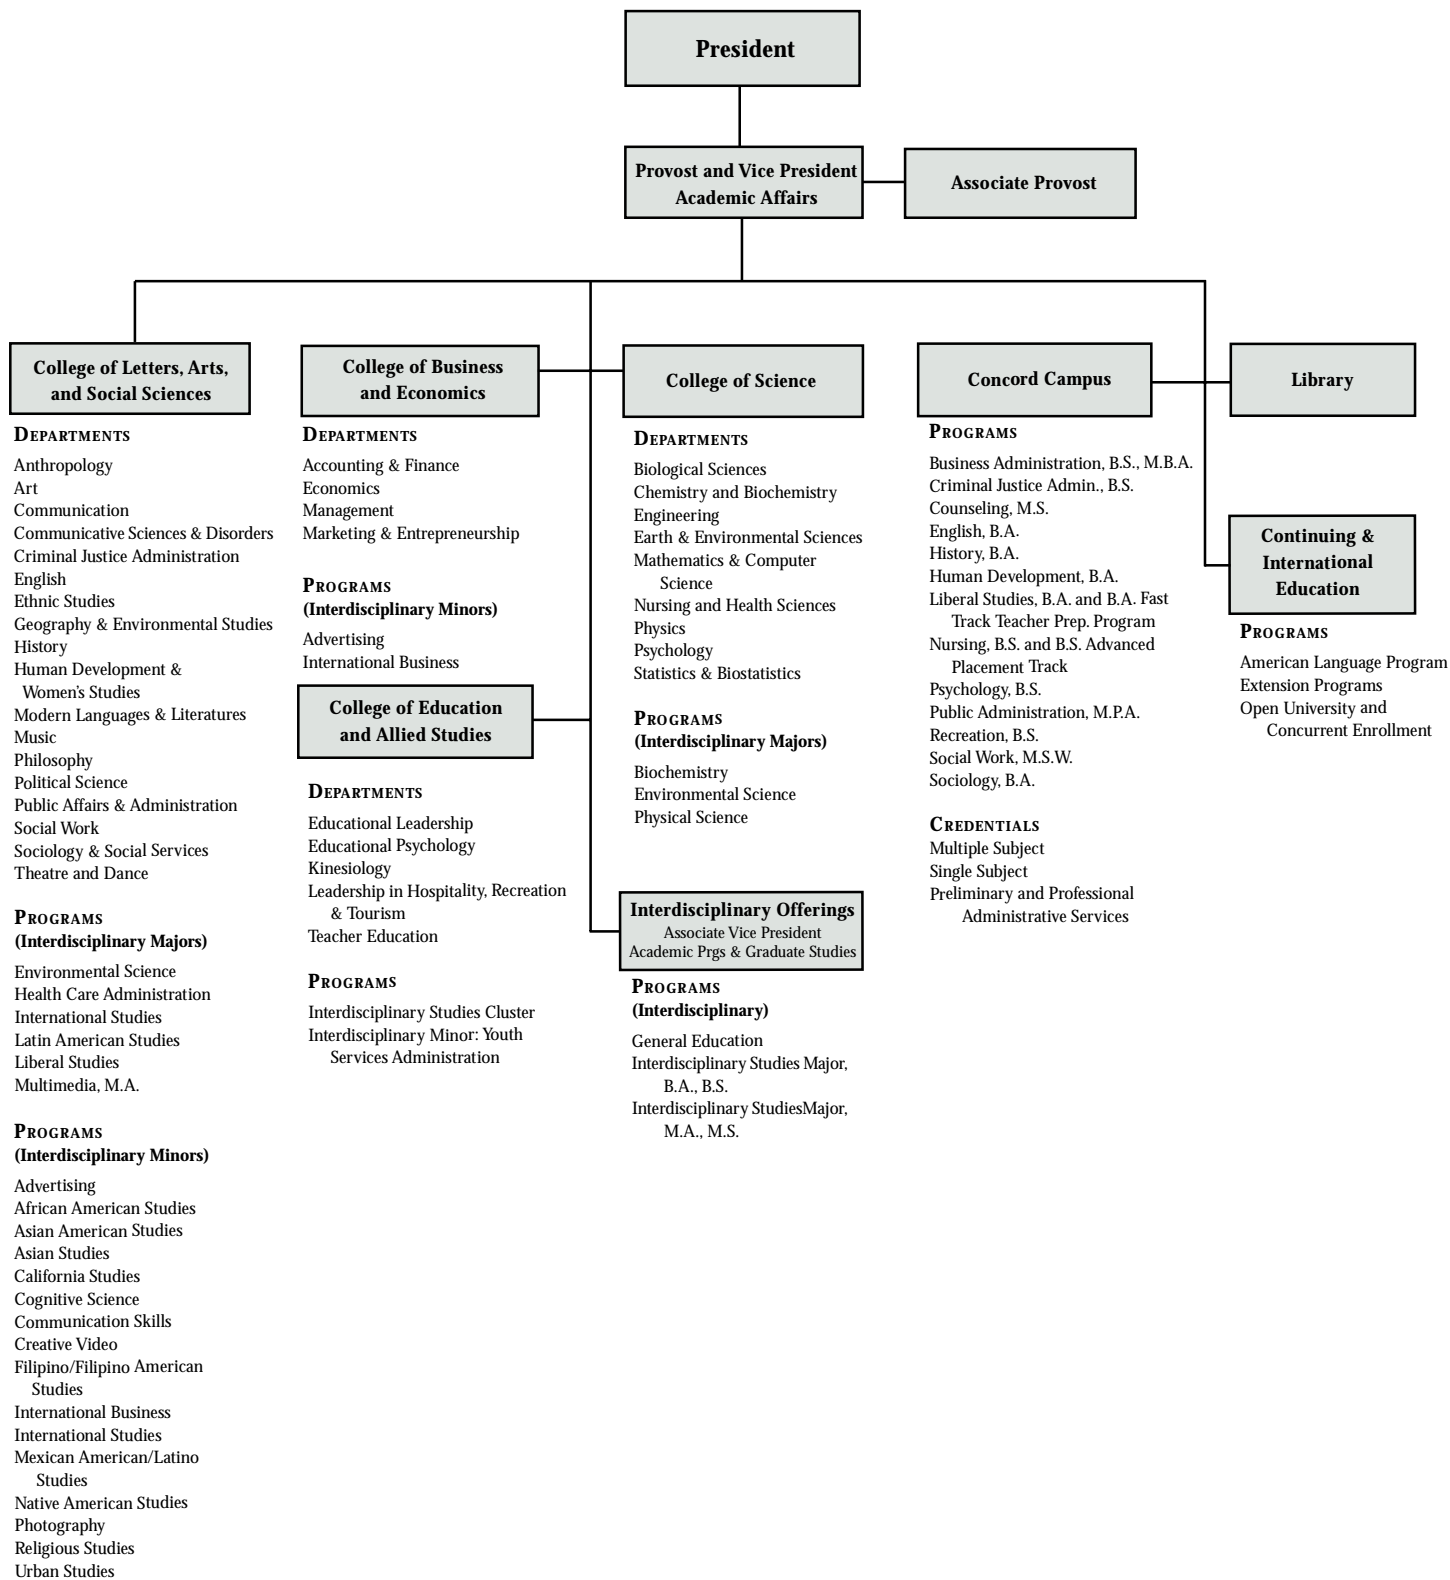 President
Provost and Vice President
Academic Affairs
Associate Provost
College of Letters, Arts,
and Social Sciences
DEPARTMENTS
Anthropology
Art
Communication
Communicative Sciences & Disorders
Criminal Justice Administration
English
Ethnic Studies
Geography & Environmental Studies
History
Human Development &
Women's Studies
Modern Languages & Literatures
Music
Philosophy
Political Science
Public Affairs & Administration
Social Work
Sociology & Social Services
Theatre and Dance
PROGRAMS
(Interdisciplinary Majors)
Environmental Science
Health Care Administration
International Studies
Latin American Studies
Liberal Studies
Multimedia, M.A.
PROGRAMS
(Interdisciplinary Minors)
Advertising
African American Studies
Asian American Studies
Asian Studies
California Studies
Cognitive Science
Communication Skills
Creative Video
Filipino/Filipino American
Studies
International Business
International Studies
Mexican American/Latino
Studies
Native American Studies
Photography
Religious Studies
Urban Studies
College of Business
and Economics
DEPARTMENTS
Accounting & Finance
Economics
Management
Marketing & Entrepreneurship
PROGRAMS
(Interdisciplinary Minors)
Advertising
International Business
College of Education
and Allied Studies
DEPARTMENTS
Educational Leadership
Educational Psychology
Kinesiology
Leadership in Hospitality, Recreation
& Tourism
Teacher Education
PROGRAMS
Interdisciplinary Studies Cluster
Interdisciplinary Minor: Youth
Services Administration
College of Science
DEPARTMENTS
Biological Sciences
Chemistry and Biochemistry
Engineering
Earth & Environmental Sciences
Mathematics & Computer
Science
Nursing and Health Sciences
Physics
Psychology
Statistics & Biostatistics
PROGRAMS
(Interdisciplinary Majors)
Biochemistry
Environmental Science
Physical Science
Interdisciplinary Offerings
Associate Vice President
Academic Prgs & Graduate Studies
PROGRAMS
(Interdisciplinary)
General Education
Interdisciplinary Studies Major,
B.A., B.S.
Interdisciplinary StudiesMajor,
M.A., M.S.
Concord Campus
PROGRAMS
Business Administration, B.S., M.B.A.
Criminal Justice Admin., B.S.
Counseling, M.S.
English, B.A.
History, B.A.
Human Development, B.A.
Liberal Studies, B.A. and B.A. Fast
Track Teacher Prep. Program
Nursing, B.S. and B.S. Advanced
Placement Track
Psychology, B.S.
Public Administration, M.P.A.
Recreation, B.S.
Social Work, M.S.W.
Sociology, B.A.
CREDENTIALS
Multiple Subject
Single Subject
Preliminary and Professional
Administrative Services
Library
Continuing &
International
Education
PROGRAMS
American Language Program
Extension Programs
Open University and
Concurrent Enrollment